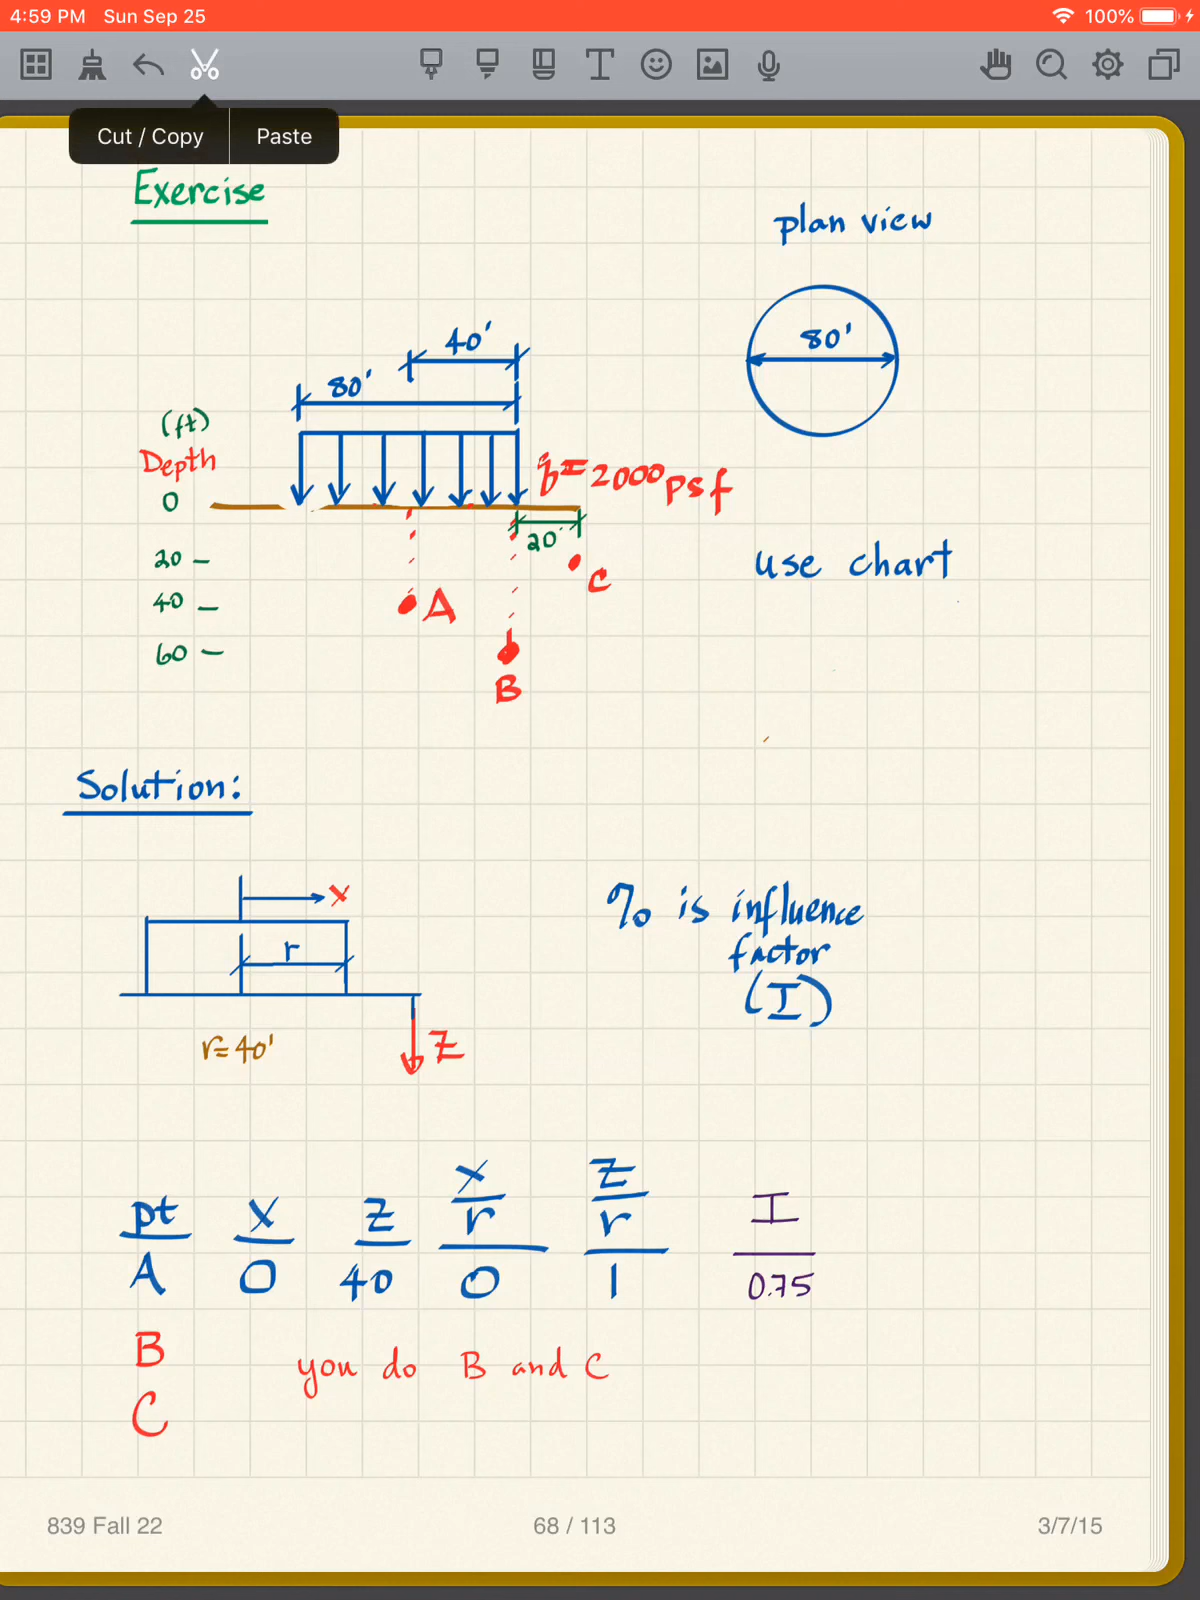 4:59 PM Sun Sep 25
100%
Cut / Copy Paste
Exercise
plan view
80'
40'
80'
(ft)
Depth
0
q = 2000 psf
20'
20 –
40 –
60 –
A
B
C
use chart
Solution:
x
r
r = 40'
z
% is influence
factor
(I)
pt x z x/r z/r I
A 0 40 0 1 0.75
B
you do B and C
C
839 Fall 22
68 / 113
3/7/15